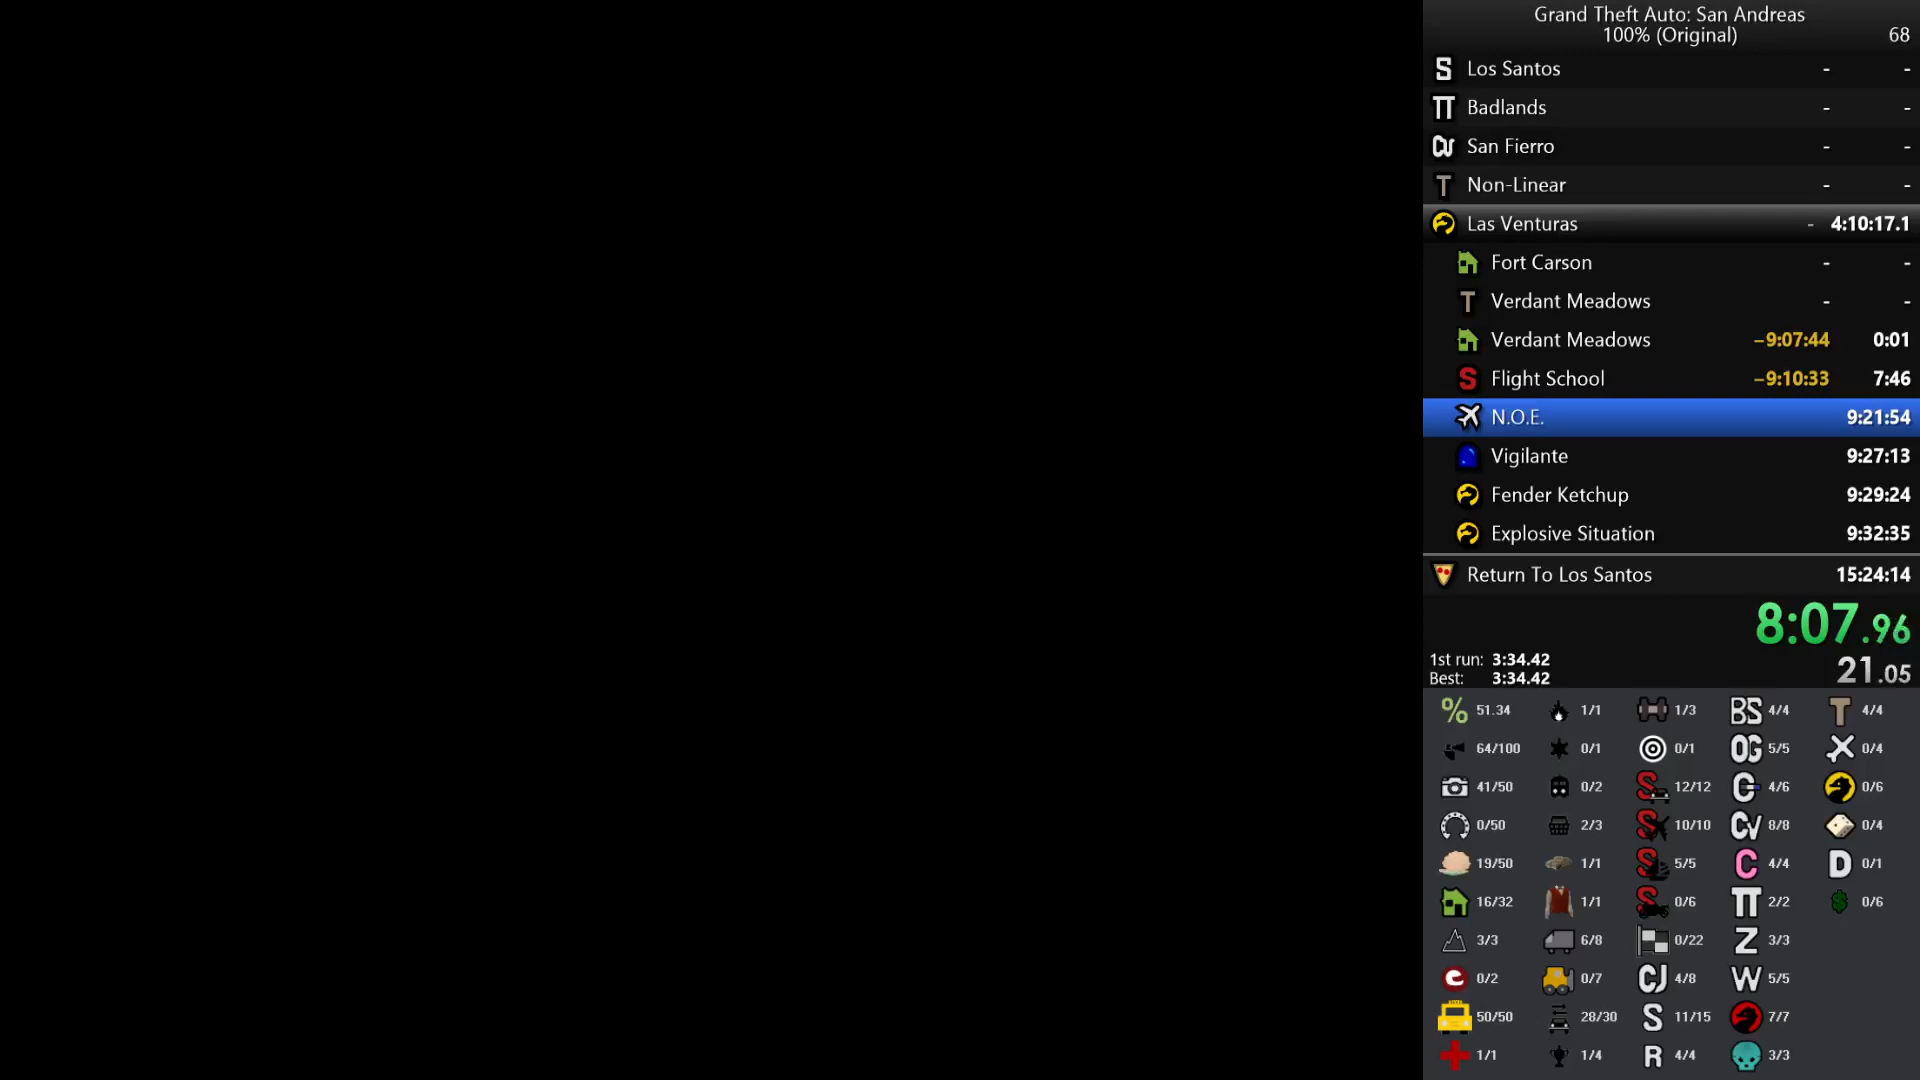 Grand Theft Auto: San Andreas
100% (Original) 68
Los Santos - -
Badlands - -
San Fierro - -
Non-Linear - -
Las Venturas - 4:10:17.1
Fort Carson - -
Verdant Meadows - -
Verdant Meadows −9:07:44 0:01
Flight School −9:10:33 7:46
N.O.E. 9:21:54
Vigilante 9:27:13
Fender Ketchup 9:29:24
Explosive Situation 9:32:35
Return To Los Santos 15:24:14
8:07.96
1st run: 3:34.42
Best: 3:34.42
21.05
% 51.34 1/1 1/3 BS 4/4 T 4/4
64/100 0/1 0/1 OG 5/5 0/4
41/50 0/2 S 12/12 C 4/6 0/6
0/50 2/3 S 10/10 CV 8/8 0/4
19/50 1/1 S 5/5 C 4/4 D 0/1
16/32 1/1 S 0/6 2/2 $ 0/6
3/3 6/8 0/22 Z 3/3
C 0/2 0/7 CJ 4/8 W 5/5
50/50 28/30 S 11/15 7/7
1/1 1/4 R 4/4 3/3